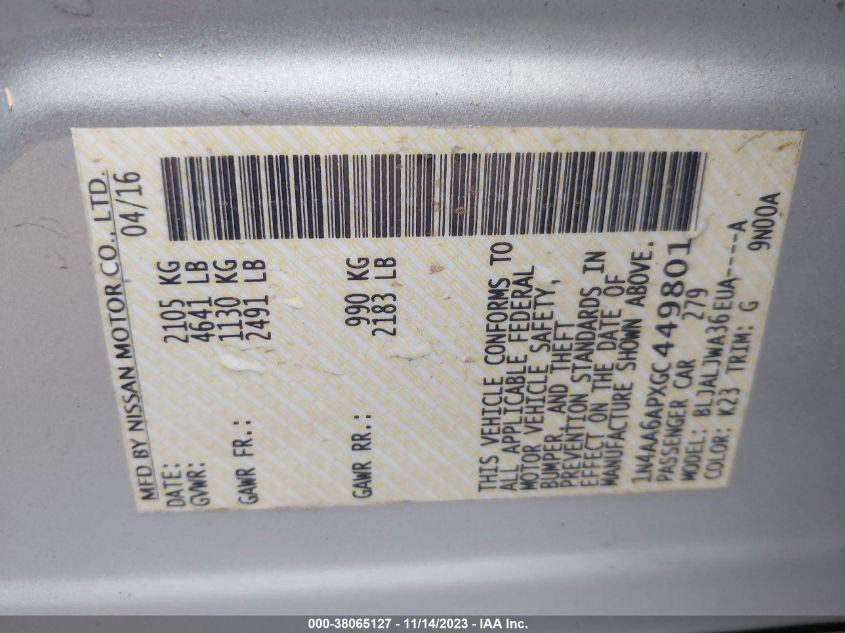 MFD BY NISSAN MOTOR CO., LTD.
DATE: 04/16
GVWR: 2105 KG
4641 LB
GAWR FR.: 1130 KG
2491 LB
GAWR RR.: 990 KG
2183 LB
THIS VEHICLE CONFORMS TO
ALL APPLICABLE FEDERAL
MOTOR VEHICLE SAFETY,
BUMPER, AND THEFT
PREVENTION STANDARDS IN
EFFECT ON THE DATE OF
MANUFACTURE SHOWN ABOVE.
1N4AA6APXGC449801
PASSENGER CAR 279
MODEL: BLJALJWA36EUA----A
COLOR: K23 TRIM: G 9N00A
000-38065127 - 11/14/2023 - IAA Inc.